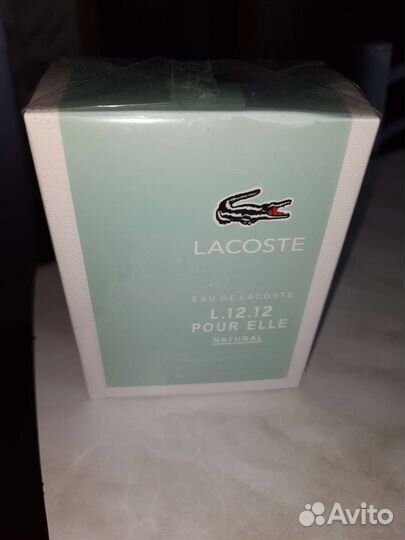 LACOSTE
EAU DE LACOSTE
L.12.12
POUR ELLE
NATURAL
Avito